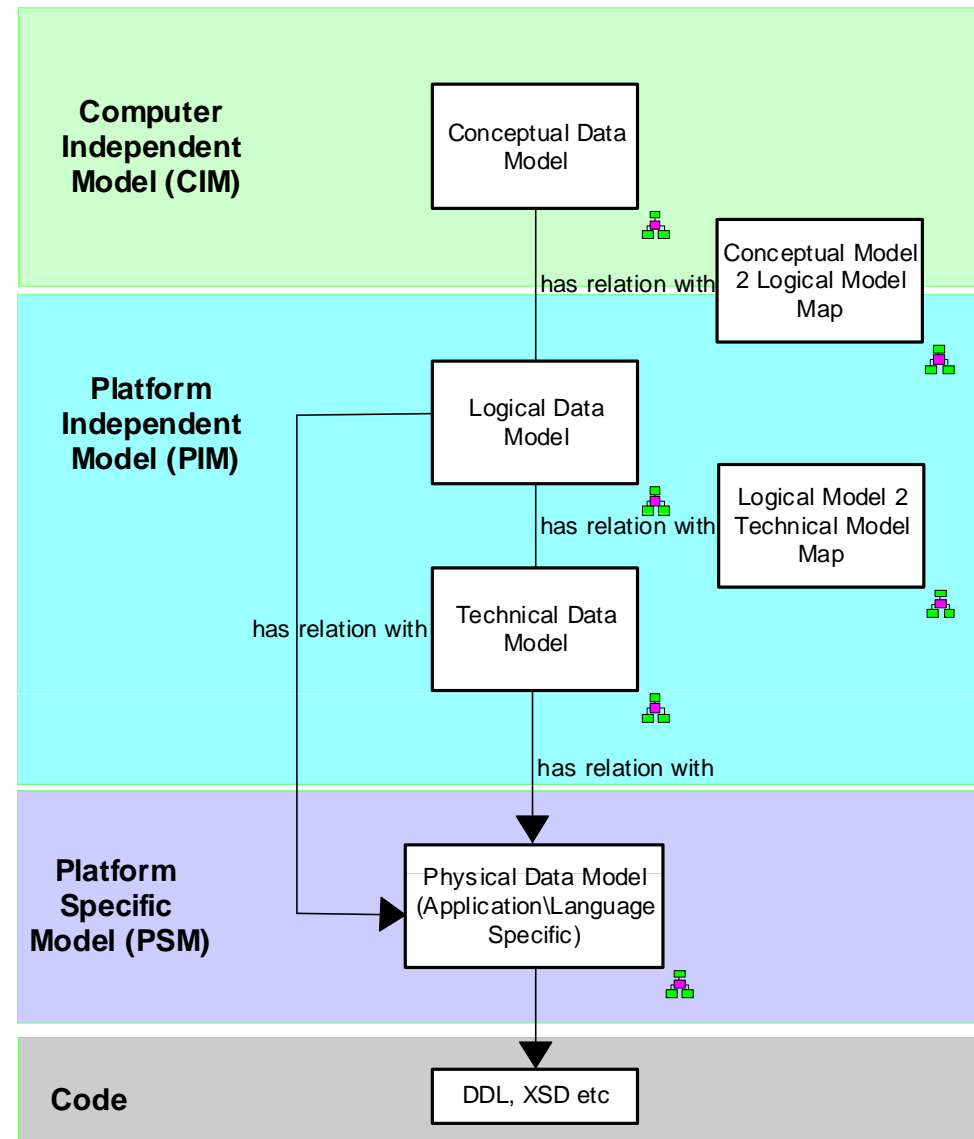 Computer
Independent
Model (CIM)
Conceptual Data
Model
has relation with
Conceptual Model
2 Logical Model
Map
Platform
Independent
Model (PIM)
Logical Data
Model
has relation with
Logical Model 2
Technical Model
Map
has relation with
Technical Data
Model
has relation with
Platform
Specific
Model (PSM)
Physical Data Model
(Application\Language
Specific)
Code
DDL, XSD etc